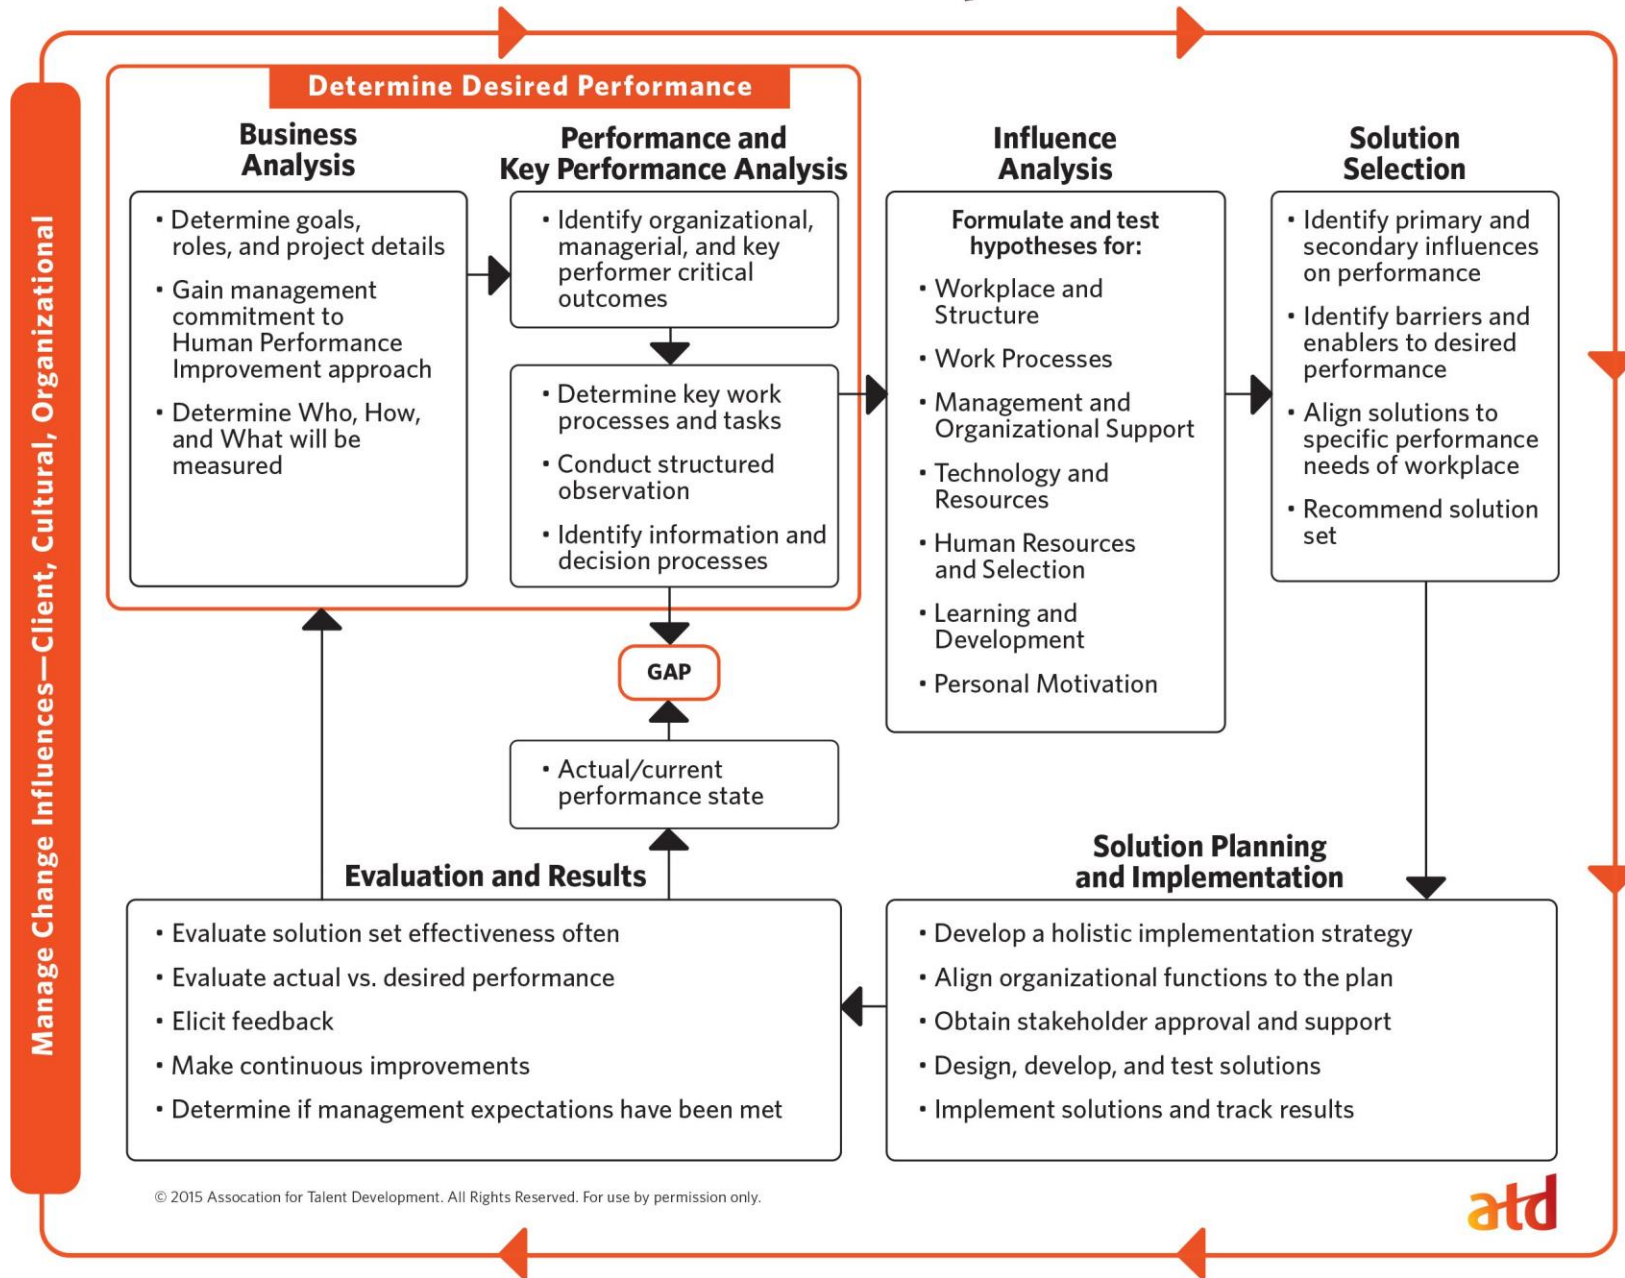 Manage Change Influences—Client, Cultural, Organizational
Determine Desired Performance
Business
Analysis
• Determine goals,
roles, and project details
• Gain management
commitment to
Human Performance
Improvement approach
• Determine Who, How,
and What will be
measured
Performance and
Key Performance Analysis
• Identify organizational,
managerial, and key
performer critical
outcomes
• Determine key work
processes and tasks
• Conduct structured
observation
• Identify information and
decision processes
GAP
• Actual/current
performance state
Influence
Analysis
Formulate and test
hypotheses for:
• Workplace and
Structure
• Work Processes
• Management and
Organizational Support
• Technology and
Resources
• Human Resources
and Selection
• Learning and
Development
• Personal Motivation
Solution
Selection
• Identify primary and
secondary influences
on performance
• Identify barriers and
enablers to desired
performance
• Align solutions to
specific performance
needs of workplace
• Recommend solution
set
Solution Planning
and Implementation
• Develop a holistic implementation strategy
• Align organizational functions to the plan
• Obtain stakeholder approval and support
• Design, develop, and test solutions
• Implement solutions and track results
Evaluation and Results
• Evaluate solution set effectiveness often
• Evaluate actual vs. desired performance
• Elicit feedback
• Make continuous improvements
• Determine if management expectations have been met
© 2015 Assocation for Talent Development. All Rights Reserved. For use by permission only.
atd